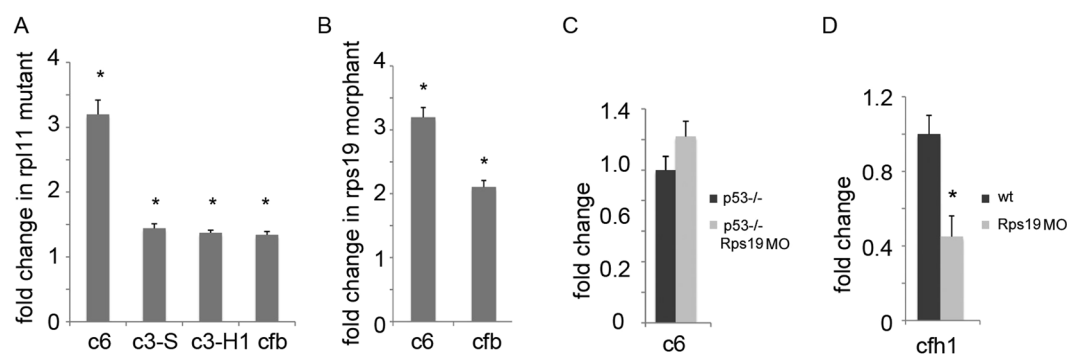 A
fold change in rpl11 mutant
4
3
2
1
0
*
*
*
*
c6
c3-S
c3-H1
cfb
B
fold change in rps19 morphant
4
3
2
1
0
*
*
c6
cfb
C
fold change
1.4
1.0
0.6
0.2
0
c6
p53-/-
p53-/-
Rps19 MO
D
fold change
1.2
0.8
0.4
0
*
cfh1
wt
Rps19 MO